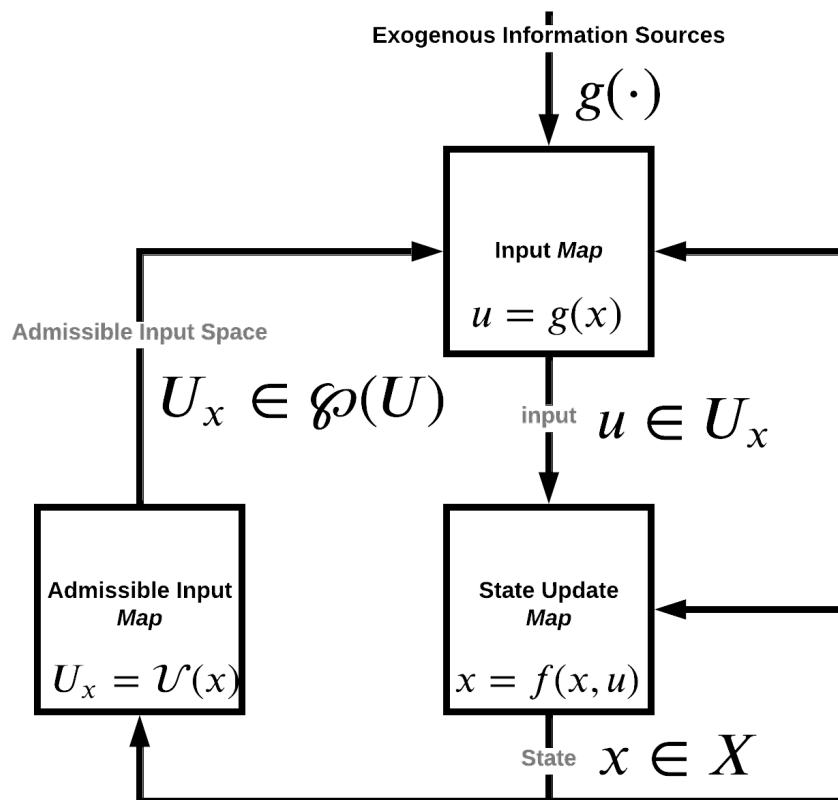 Exogenous Information Sources
g(·)
Input Map
u = g(x)
Admissible Input Space
U_x ∈ ℘(U)
input
u ∈ U_x
Admissible Input
Map
U_x = 𝒰(x)
State Update
Map
x = f(x, u)
State
x ∈ X